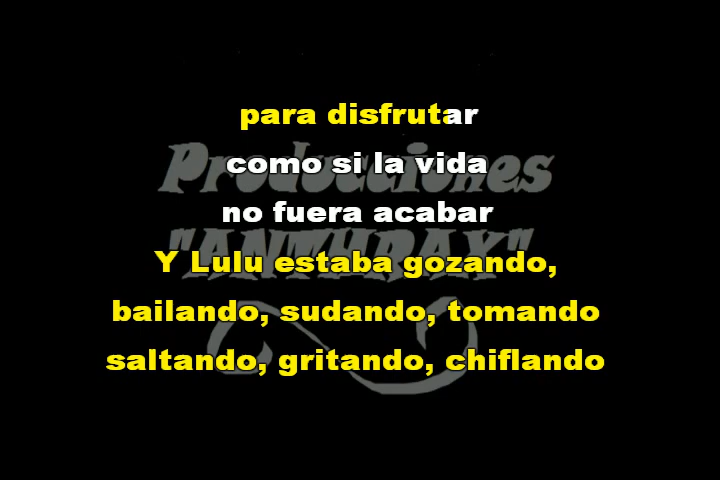 para disfrutar
Producciones
como si la vida
no fuera acabar
"ANTHRAX"
Y Lulu estaba gozando,
bailando, sudando, tomando
saltando, gritando, chiflando